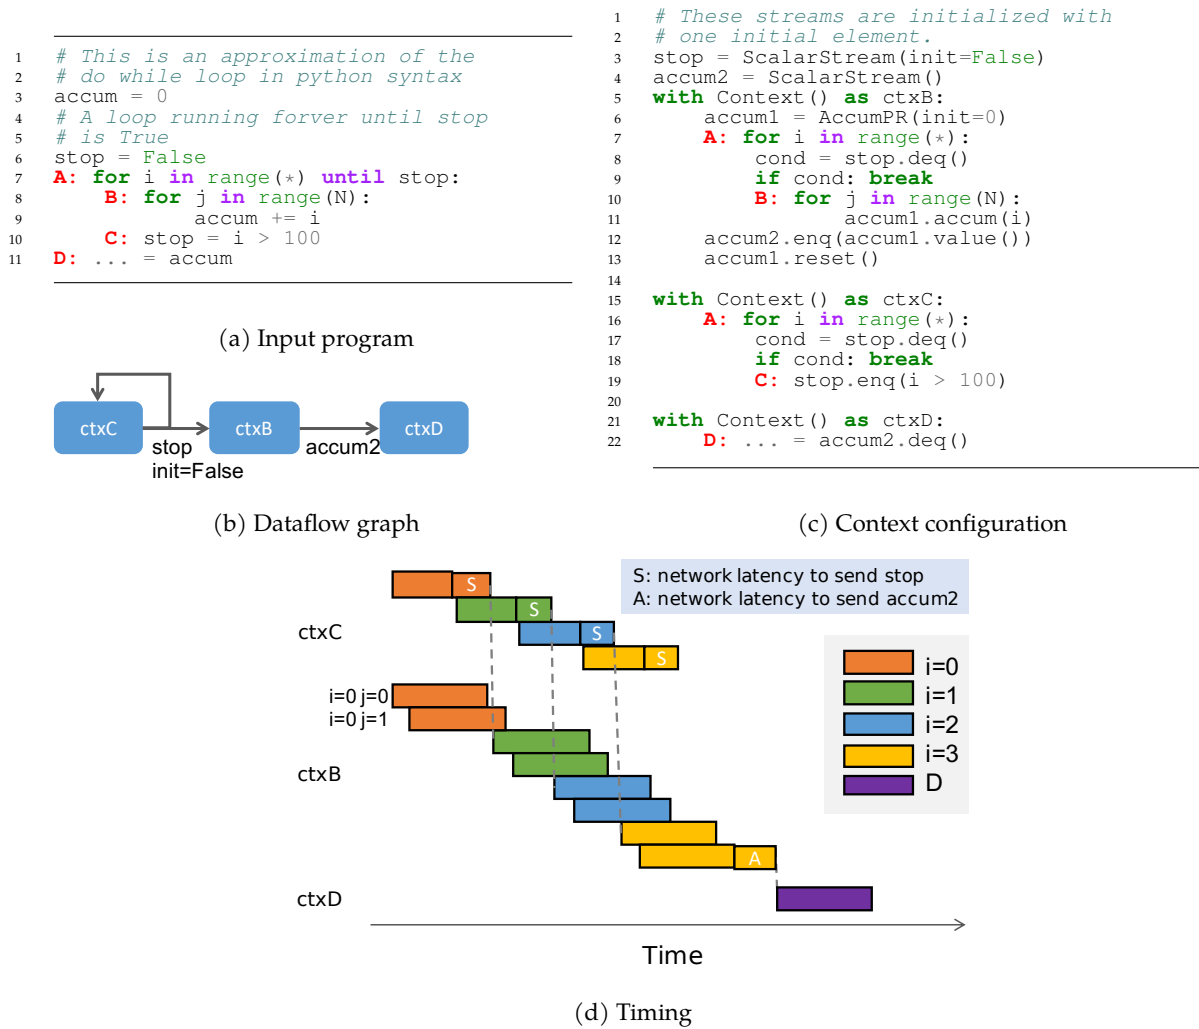 1 # This is an approximation of the
2 # do while loop in python syntax
3 accum = 0
4 # A loop running forver until stop
5 # is True
6 stop = False
7 A: for i in range(*) until stop:
8 B: for j in range(N):
9 accum += i
10 C: stop = i > 100
11 D: ... = accum
(a) Input program
ctxC
ctxB
ctxD
stop
init=False
accum2
(b) Dataflow graph
1 # These streams are initialized with
2 # one initial element.
3 stop = ScalarStream(init=False)
4 accum2 = ScalarStream()
5 with Context() as ctxB:
6 accum1 = AccumPR(init=0)
7 A: for i in range(*):
8 cond = stop.deq()
9 if cond: break
10 B: for j in range(N):
11 accum1.accum(i)
12 accum2.enq(accum1.value())
13 accum1.reset()
14
15 with Context() as ctxC:
16 A: for i in range(*):
17 cond = stop.deq()
18 if cond: break
19 C: stop.enq(i > 100)
20
21 with Context() as ctxD:
22 D: ... = accum2.deq()
(c) Context configuration
S: network latency to send stop
A: network latency to send accum2
S
S
S
S
ctxC
i=0 j=0
i=0 j=1
ctxB
A
ctxD
i=0
i=1
i=2
i=3
D
Time
(d) Timing